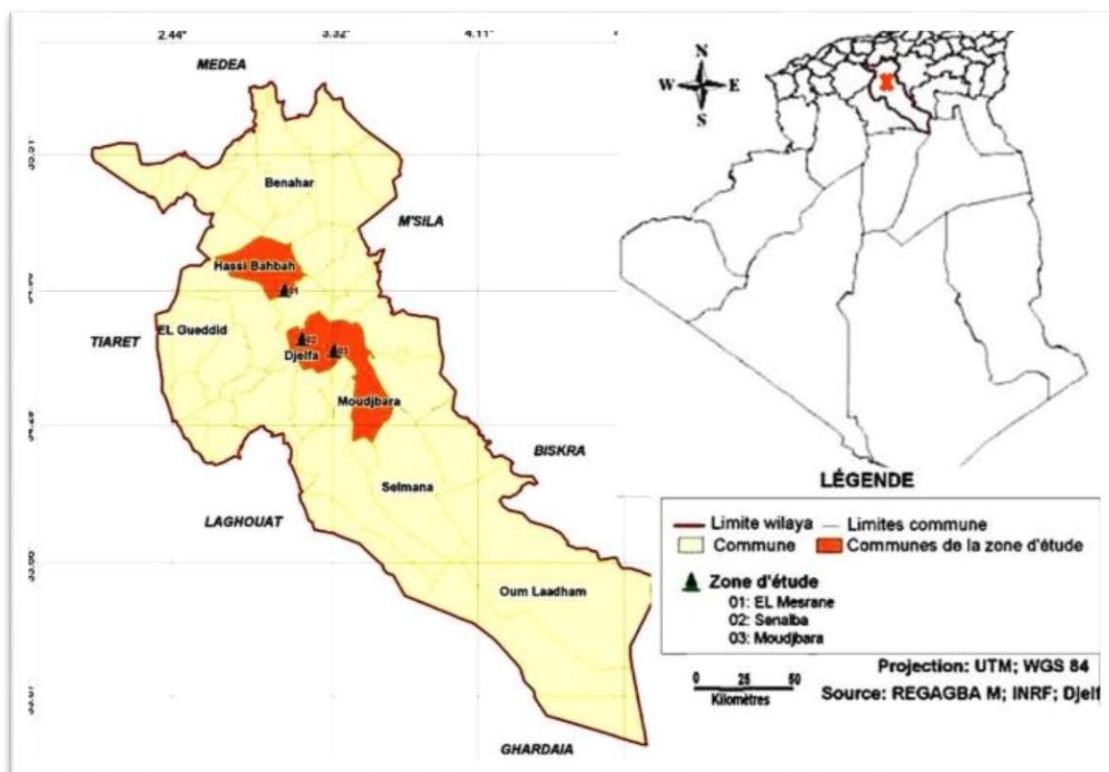 2.44°
3.32°
4.11°
MEDEA
N
W E
S
Benahar
M'SILA
Hassi Bahbah
01
EL Gueddid
TIARET
02
Djelfa
03
Moudjbara
BISKRA
Selmana
LAGHOUAT
Oum Laadham
GHARDAIA
LÉGENDE
Limite wilaya
Limites commune
Commune
Communes de la zone d'étude
Zone d'étude
01: EL Mesrane
02: Senalba
03: Moudjbara
Projection: UTM; WGS 84
0 25 50
Kilomètres
Source: REGAGBA M; INRF; Djelf